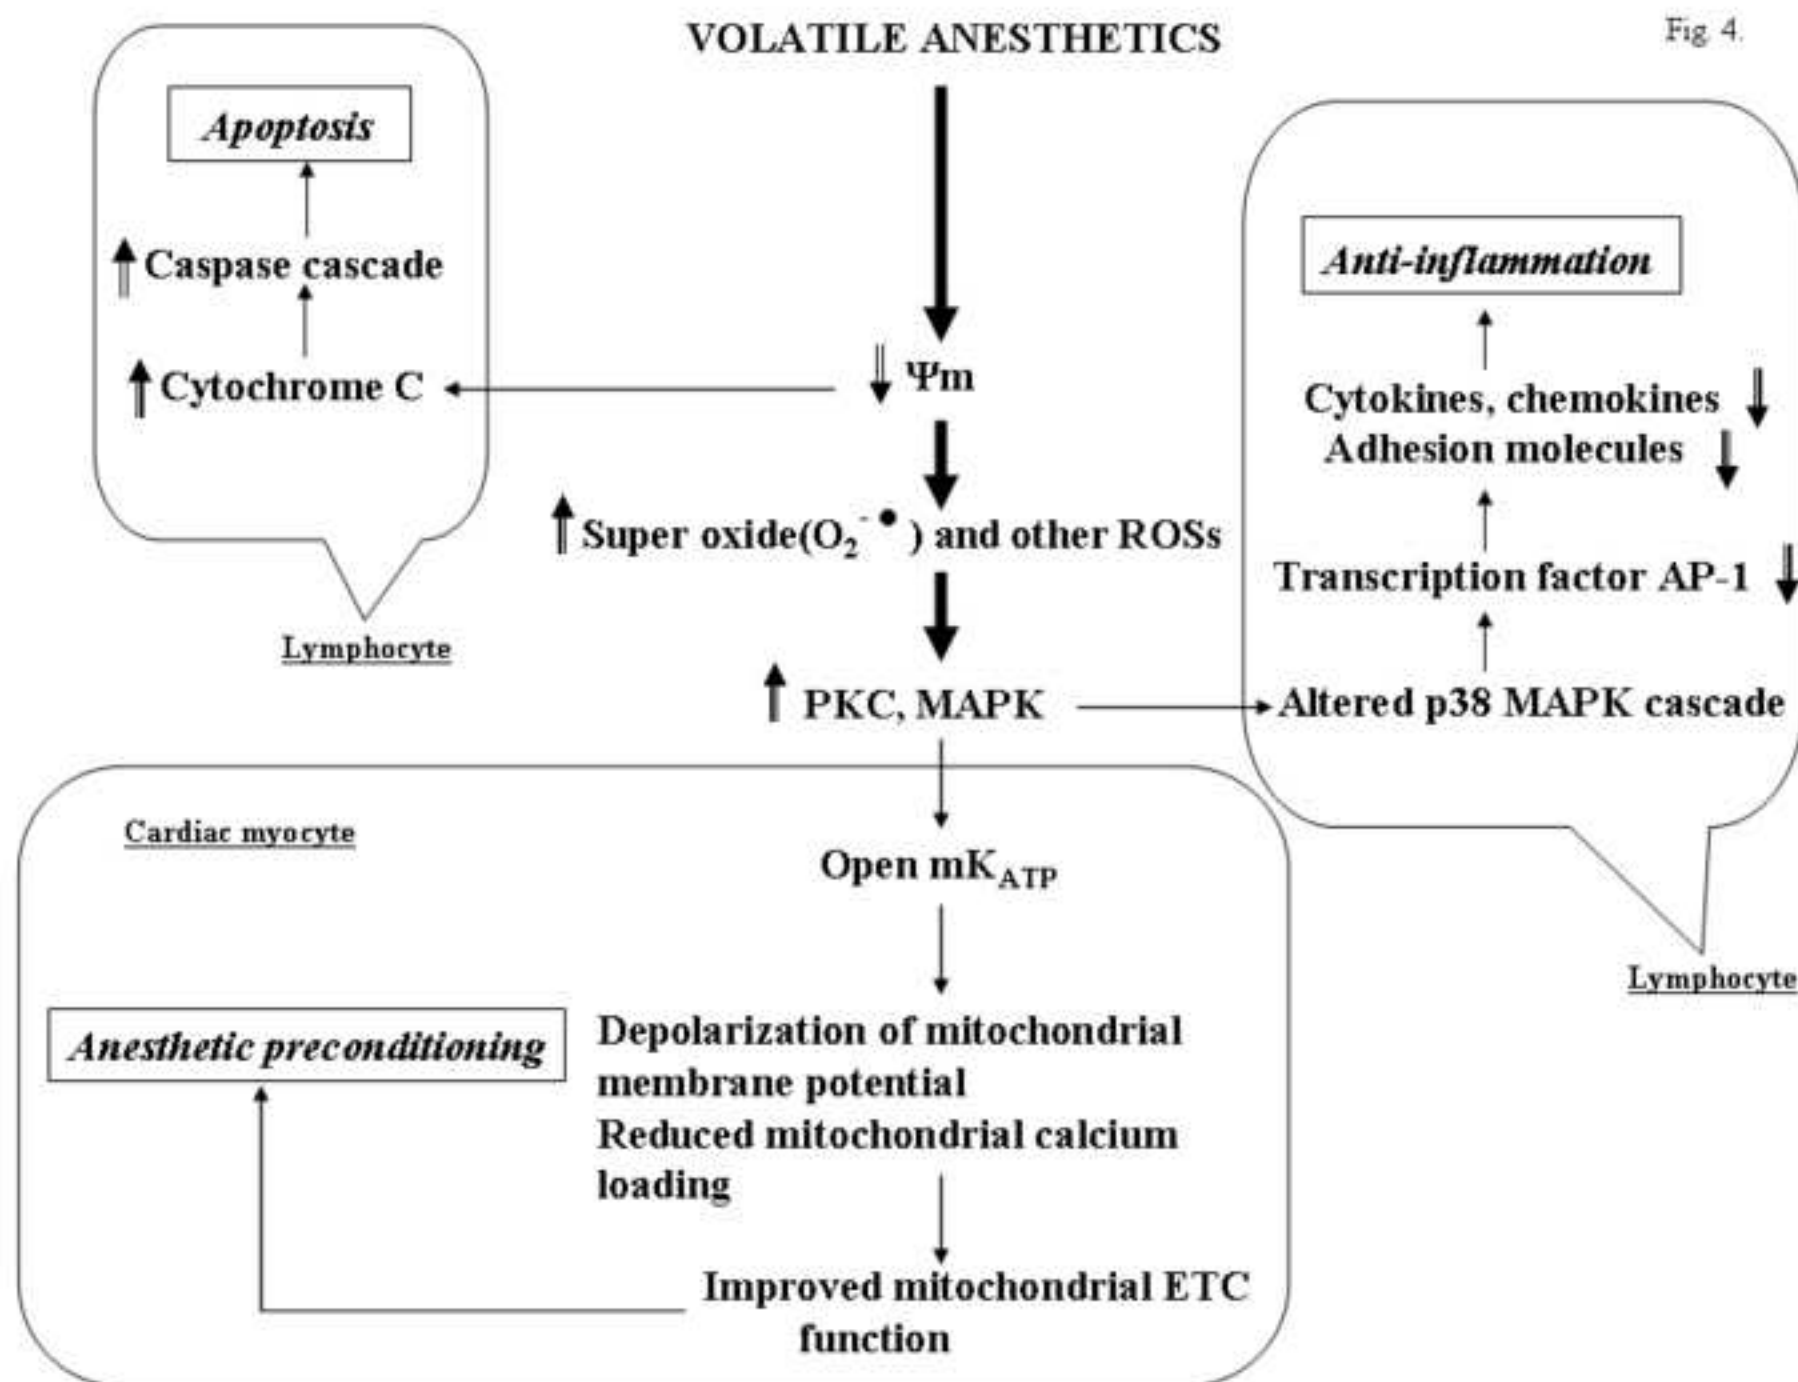 VOLATILE ANESTHETICS
Fig. 4.
Apoptosis
Caspase cascade
Cytochrome C
Lymphocyte
Ψm
Super oxide(O₂⁻•) and other ROSs
PKC, MAPK
Anti-inflammation
Cytokines, chemokines
Adhesion molecules
Transcription factor AP-1
Altered p38 MAPK cascade
Lymphocyte
Cardiac myocyte
Open mK_ATP
Depolarization of mitochondrial
membrane potential
Reduced mitochondrial calcium
loading
Improved mitochondrial ETC
function
Anesthetic preconditioning